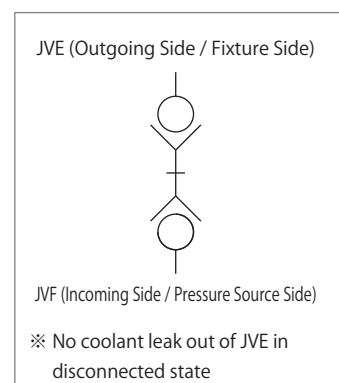 JVE (Outgoing Side / Fixture Side)
JVF (Incoming Side / Pressure Source Side)
※ No coolant leak out of JVE in
disconnected state